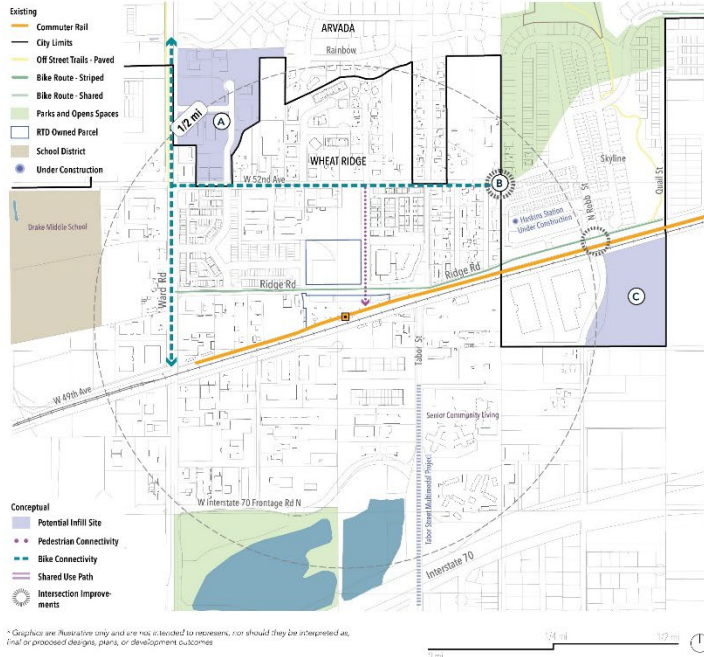 Existing
Commuter Rail
City Limits
Off Street Trails - Paved
Bike Route - Striped
Bike Route - Shared
Parks and Opens Spaces
RTD Owned Parcel
School District
Under Construction
ARVADA
Rainbow
1/2 mi
A
WHEAT RIDGE
W 52nd Ave
B
Skyline
N Robb St
Quail St
Haskins Station
Under Construction
Drake Middle School
Ward Rd
Ridge Rd
Ridge Rd
C
Tabor St
W 49th Ave
Senior Community Living
Tabor Street Multimodal Project
W Interstate 70 Frontage Rd N
Interstate 70
Conceptual
Potential Infill Site
Pedestrian Connectivity
Bike Connectivity
Shared Use Path
Intersection Improve-
ments
* Graphics are illustrative only and are not intended to represent, nor should they be interpreted as,
final or proposed designs, plans, or development outcomes
0 mi
1/4 mi
1/2 mi